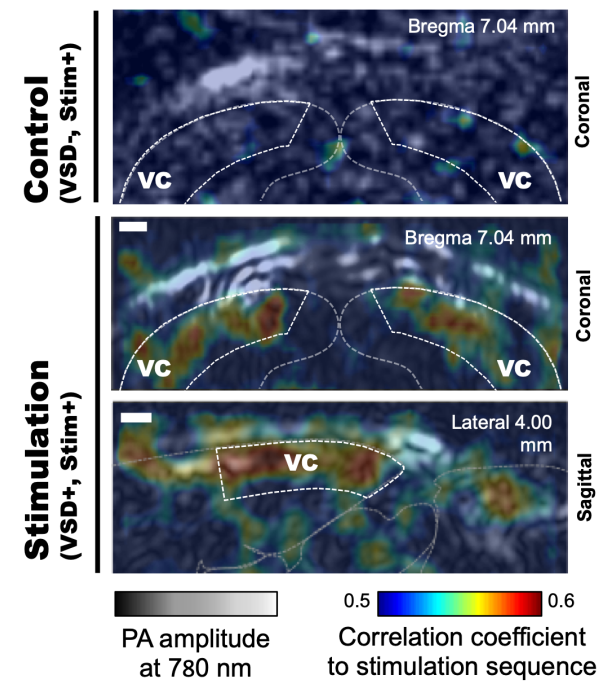 Control
(VSD-, Stim+)
Bregma 7.04 mm
VC
VC
Coronal
Stimulation
(VSD+, Stim+)
Bregma 7.04 mm
VC
VC
Coronal
Lateral 4.00
mm
VC
Sagittal
PA amplitude
at 780 nm
0.5
0.6
Correlation coefficient
to stimulation sequence